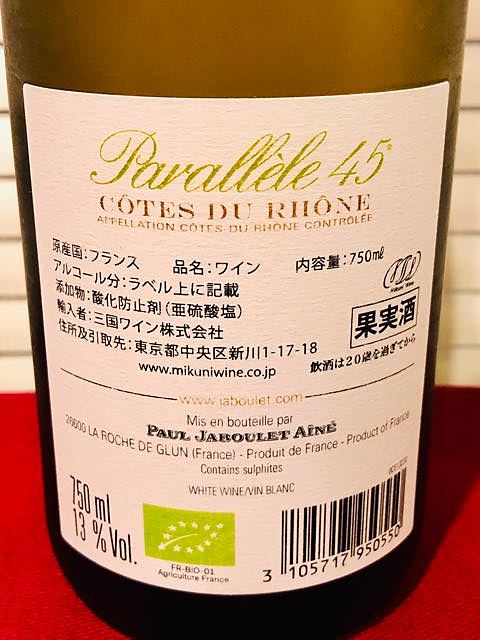 Parallèle 45°
CÔTES DU RHÔNE
APPELLATION CÔTES-DU-RHÔNE CONTRÔLÉE
原産国:フランス 品名:ワイン 内容量:750mℓ
アルコール分:ラベル上に記載
添加物:酸化防止剤(亜硫酸塩)
輸入者:三国ワイン株式会社
住所及引取先:東京都中央区新川1-17-18
www.mikuniwine.co.jp
Mikuni Wine
果実酒
飲酒は20歳を過ぎてから
www.jaboulet.com
Mis en bouteille par
PAUL JABOULET AÎNÉ
26600 LA ROCHE DE GLUN (France) - Produit de France - Product of France
Contains sulphites
WHITE WINE/VIN BLANC
750 ml
13 % Vol.
FR-BIO-01
Agriculture France
3 105717 950550